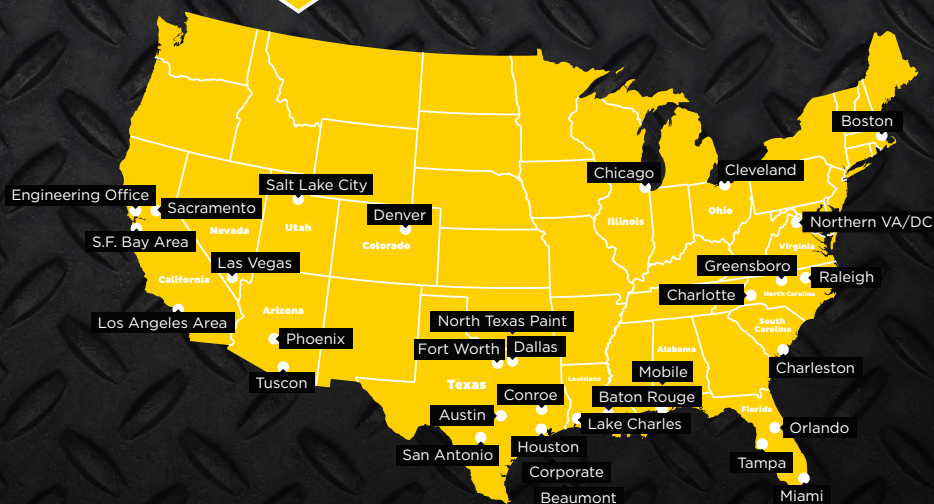 Boston
Chicago
Cleveland
Engineering Office
Salt Lake City
Sacramento
Denver
Illinois
Ohio
Northern VA/DC
Nevada
Utah
Colorado
S.F. Bay Area
Virginia
Las Vegas
Greensboro
Raleigh
California
Charlotte
North Carolina
Arizona
Los Angeles Area
North Texas Paint
South
Carolina
Phoenix
Fort Worth
Dallas
Alabama
Charleston
Tuscon
Texas
Louisiana
Mobile
Conroe
Baton Rouge
Florida
Austin
Lake Charles
Orlando
San Antonio
Houston
Tampa
Corporate
Beaumont
Miami